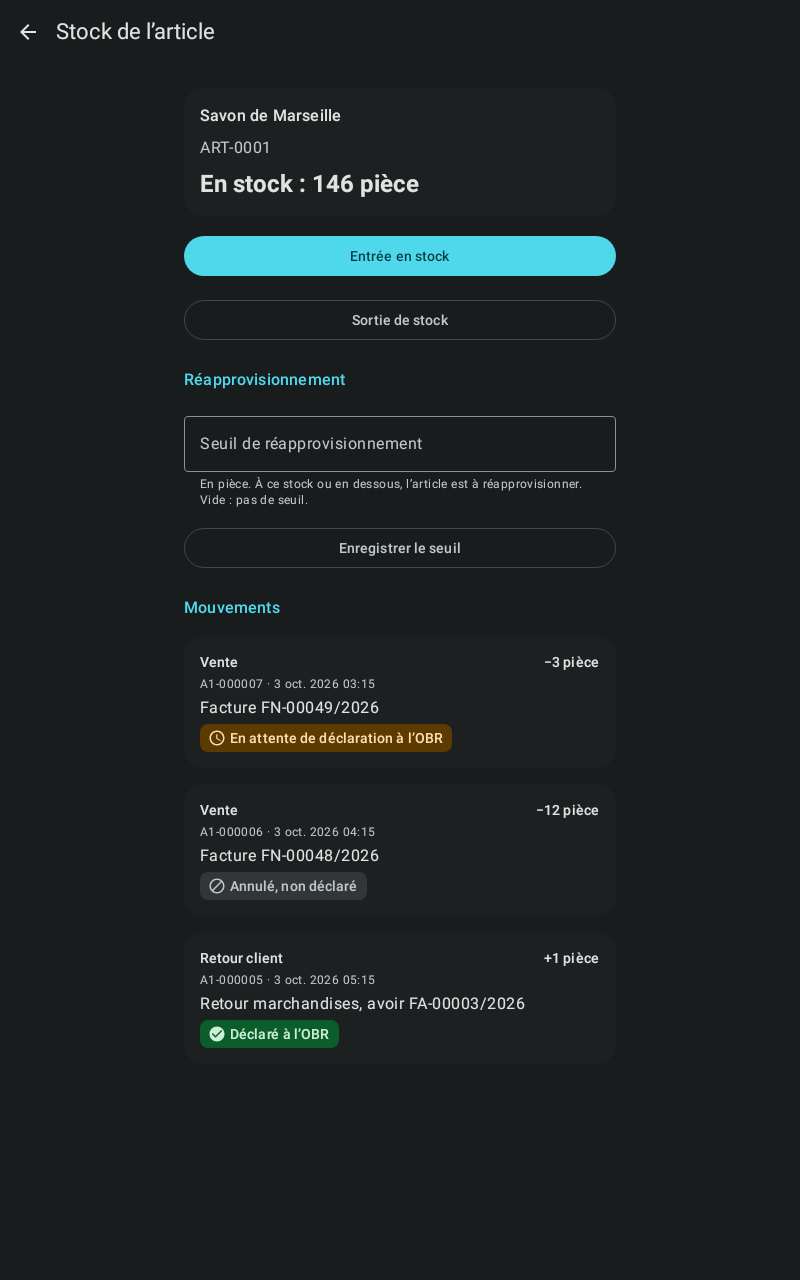 Stock de l’article
Savon de Marseille
ART-0001
En stock : 146 pièce
Entrée en stock
Sortie de stock
Réapprovisionnement
Seuil de réapprovisionnement
En pièce. À ce stock ou en dessous, l’article est à réapprovisionner.
Vide : pas de seuil.
Enregistrer le seuil
Mouvements
Vente −3 pièce
A1-000007 · 3 oct. 2026 03:15
Facture FN-00049/2026
En attente de déclaration à l’OBR
Vente −12 pièce
A1-000006 · 3 oct. 2026 04:15
Facture FN-00048/2026
Annulé, non déclaré
Retour client +1 pièce
A1-000005 · 3 oct. 2026 05:15
Retour marchandises, avoir FA-00003/2026
Déclaré à l’OBR